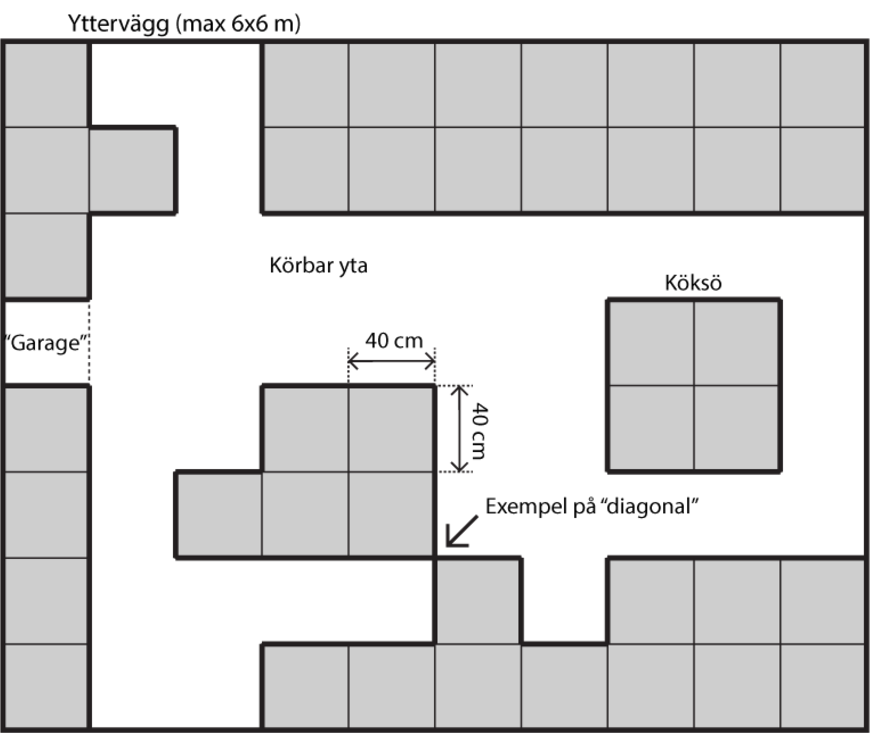 Yttervägg (max 6x6 m)
Körbar yta
Köksö
"Garage"
40 cm
40 cm
Exempel på "diagonal"